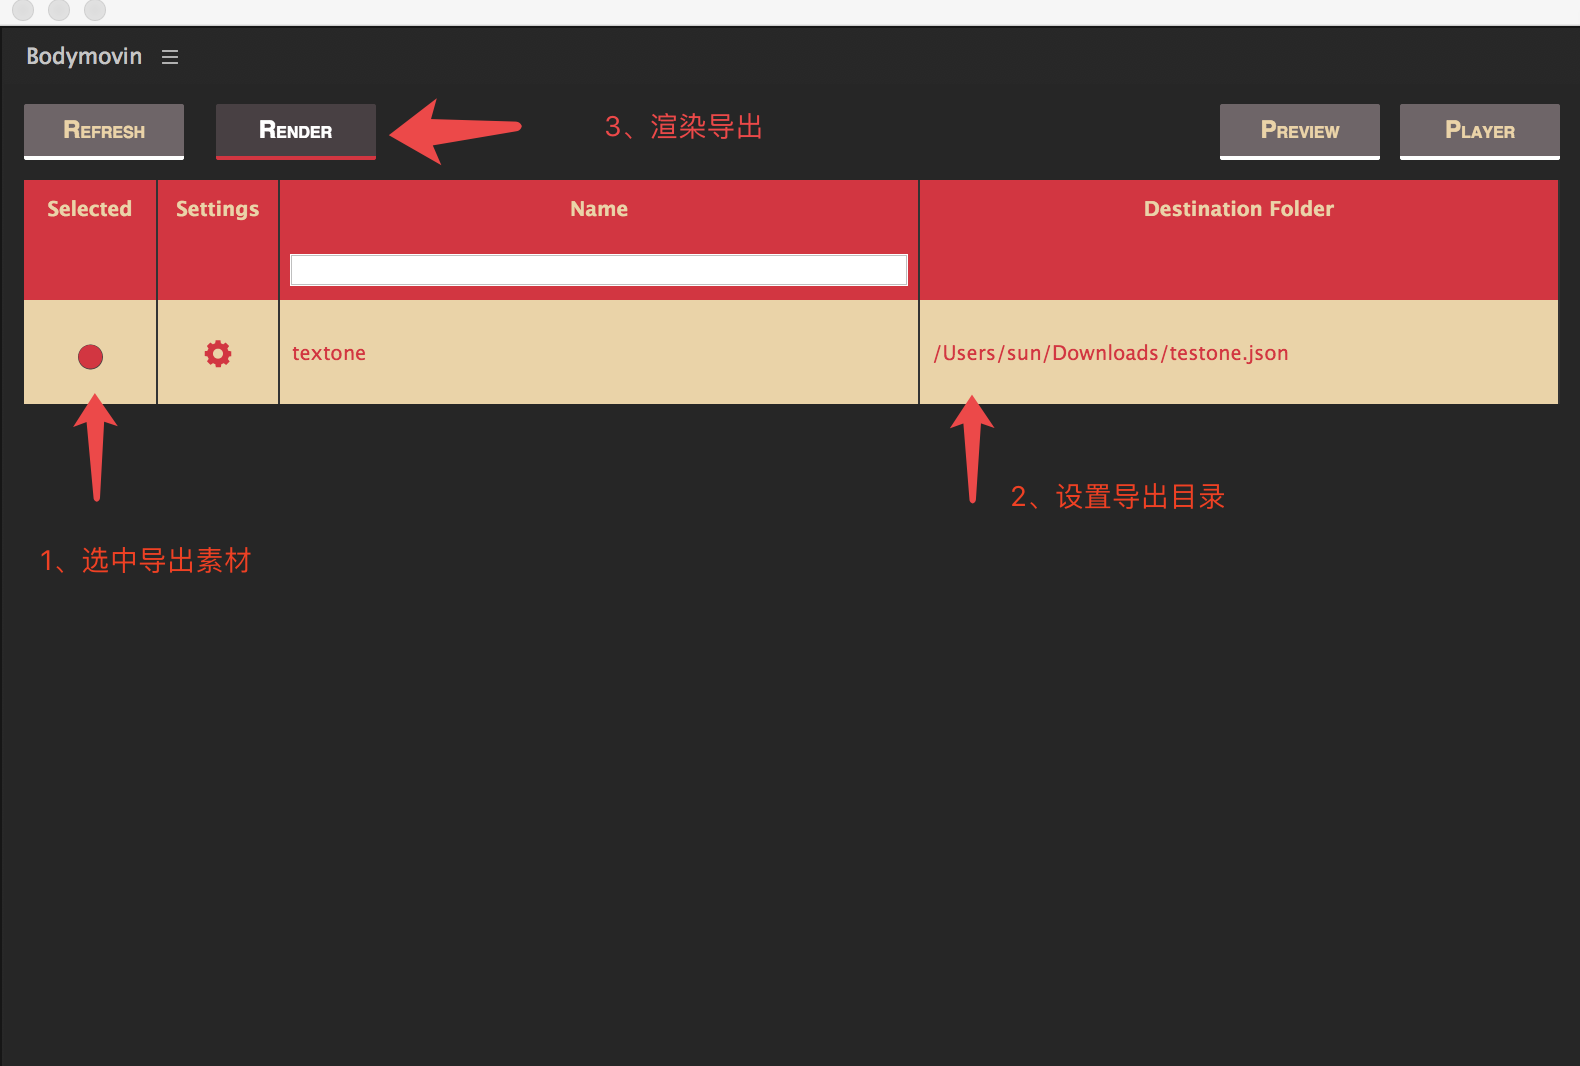 Bodymovin
REFRESH
RENDER
3、渲染导出
PREVIEW
PLAYER
Selected
Settings
Name
Destination Folder
textone
/Users/sun/Downloads/testone.json
2、设置导出目录
1、选中导出素材